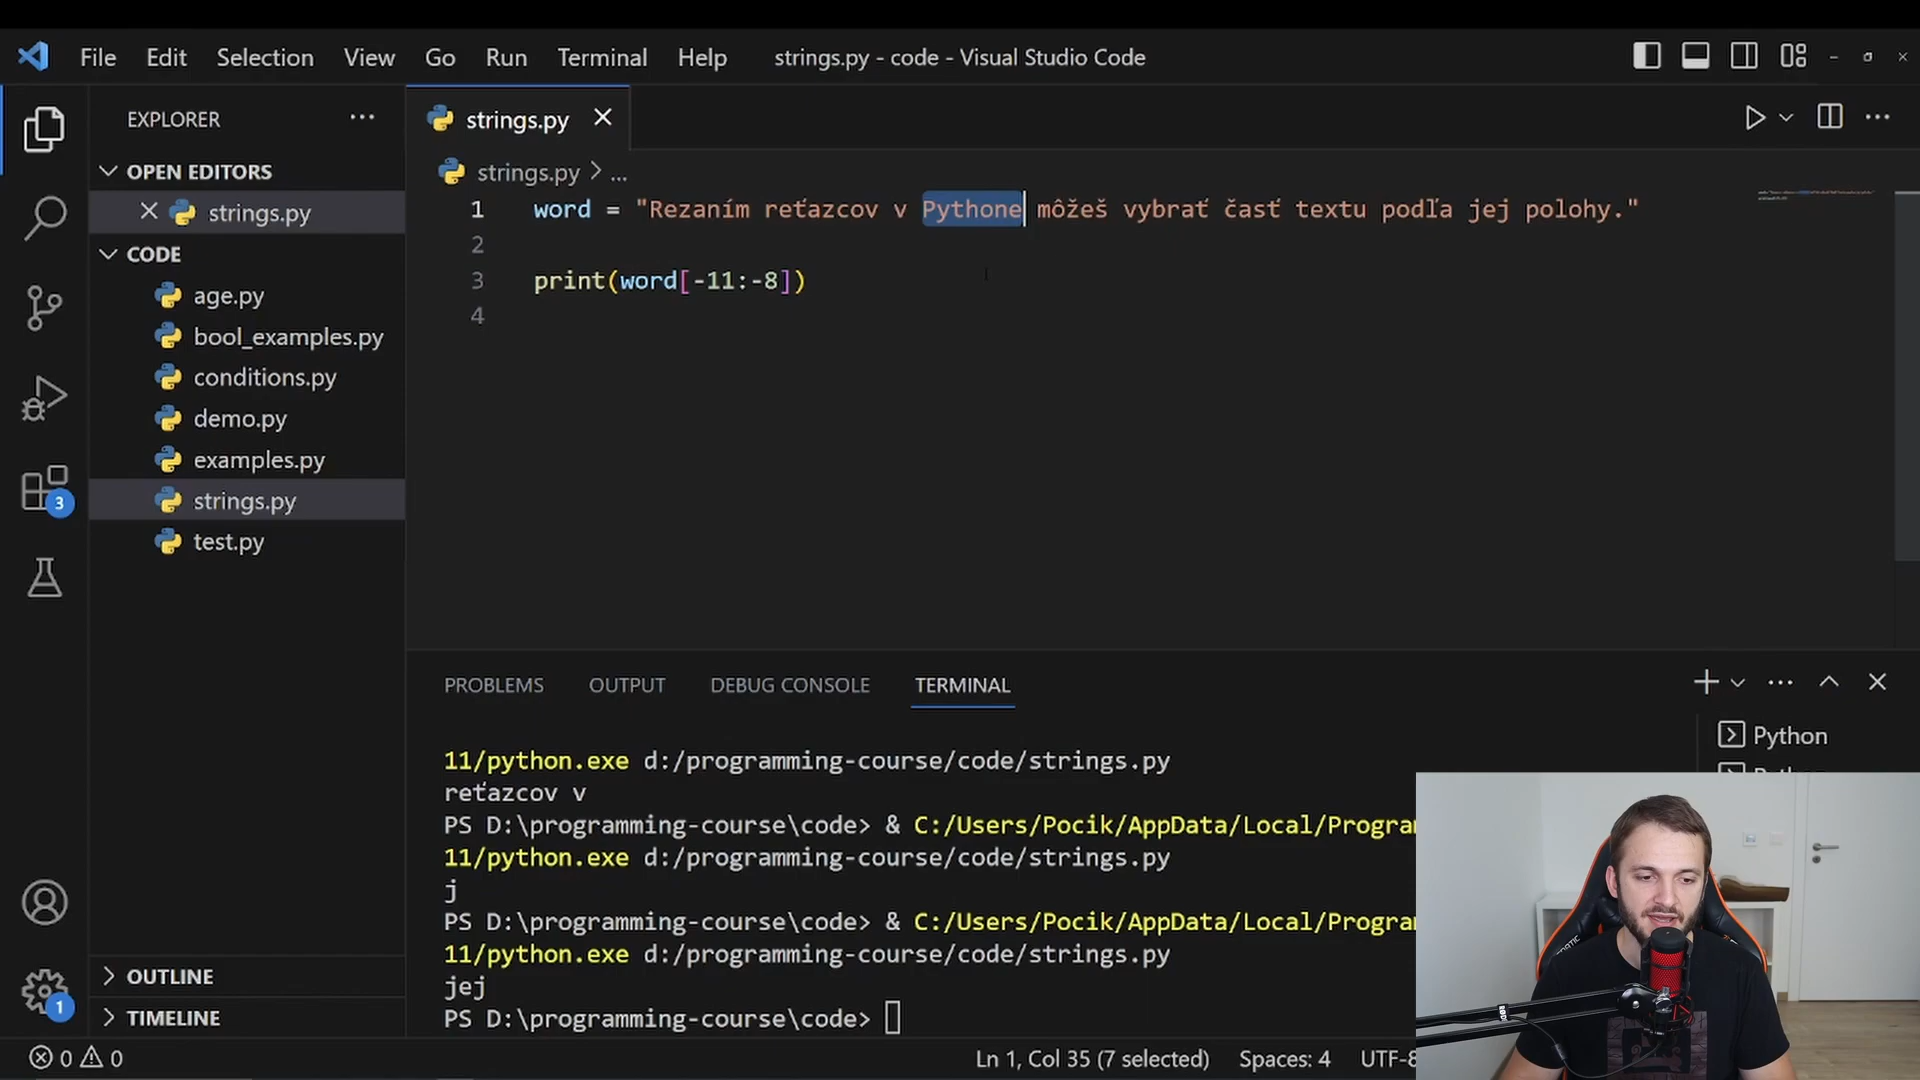 File Edit Selection View Go Run Terminal Help strings.py - code - Visual Studio Code
EXPLORER
OPEN EDITORS
strings.py
CODE
age.py
bool_examples.py
conditions.py
demo.py
examples.py
strings.py
test.py
OUTLINE
TIMELINE
3
1
strings.py
strings.py > ...
1 word = "Rezaním reťazcov v Pythone môžeš vybrať časť textu podľa jej polohy."
2
3 print(word[-11:-8])
4
PROBLEMS OUTPUT DEBUG CONSOLE TERMINAL
Python
11/python.exe d:/programming-course/code/strings.py
reťazcov v
PS D:\programming-course\code> & C:/Users/Pocik/AppData/Local/Program
11/python.exe d:/programming-course/code/strings.py
j
PS D:\programming-course\code> & C:/Users/Pocik/AppData/Local/Program
11/python.exe d:/programming-course/code/strings.py
jej
PS D:\programming-course\code>
0 0 Ln 1, Col 35 (7 selected) Spaces: 4 UTF-8